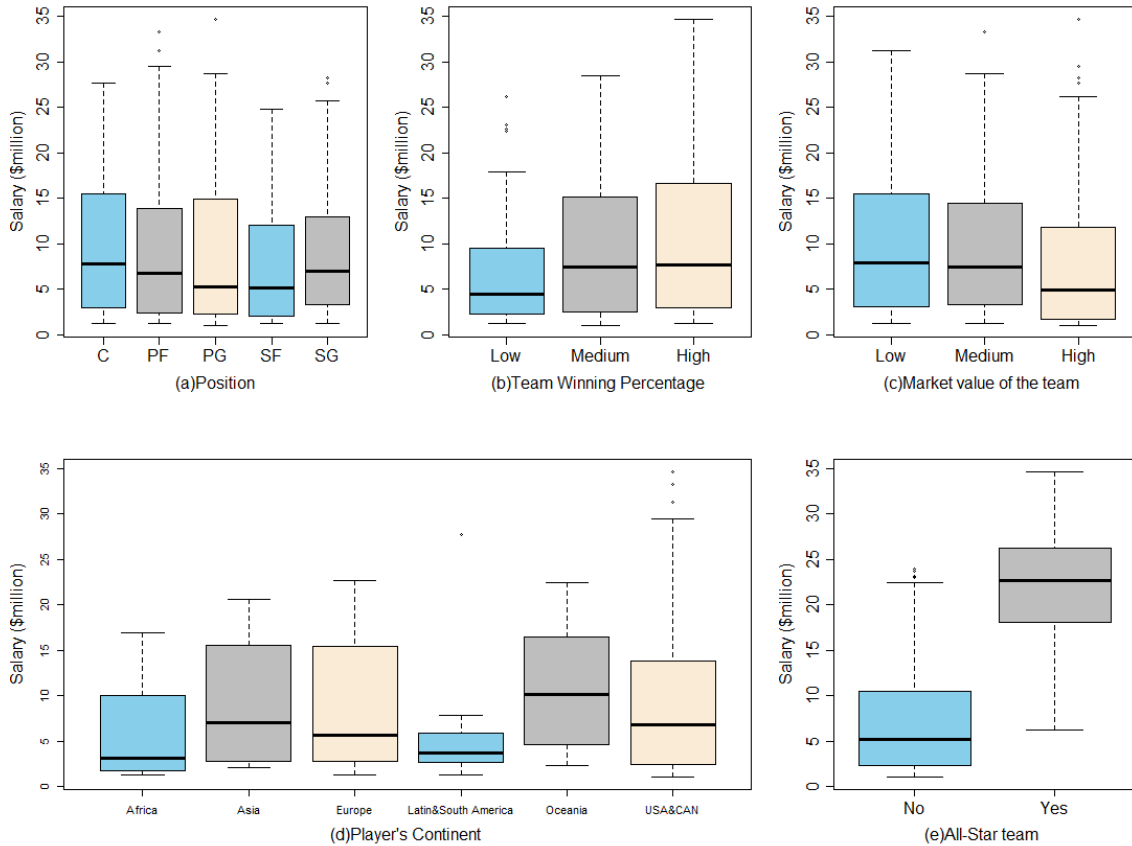 35
30
25
20
15
10
5
0
Salary ($million)
C PF PG SF SG
(a)Position
35
30
25
20
15
10
5
0
Salary ($million)
Low Medium High
(b)Team Winning Percentage
35
30
25
20
15
10
5
0
Salary ($million)
Low Medium High
(c)Market value of the team
35
30
25
20
15
10
5
0
Salary ($million)
Africa Asia Europe Latin&South America Oceania USA&CAN
(d)Player's Continent
35
30
25
20
15
10
5
0
Salary ($million)
No Yes
(e)All-Star team